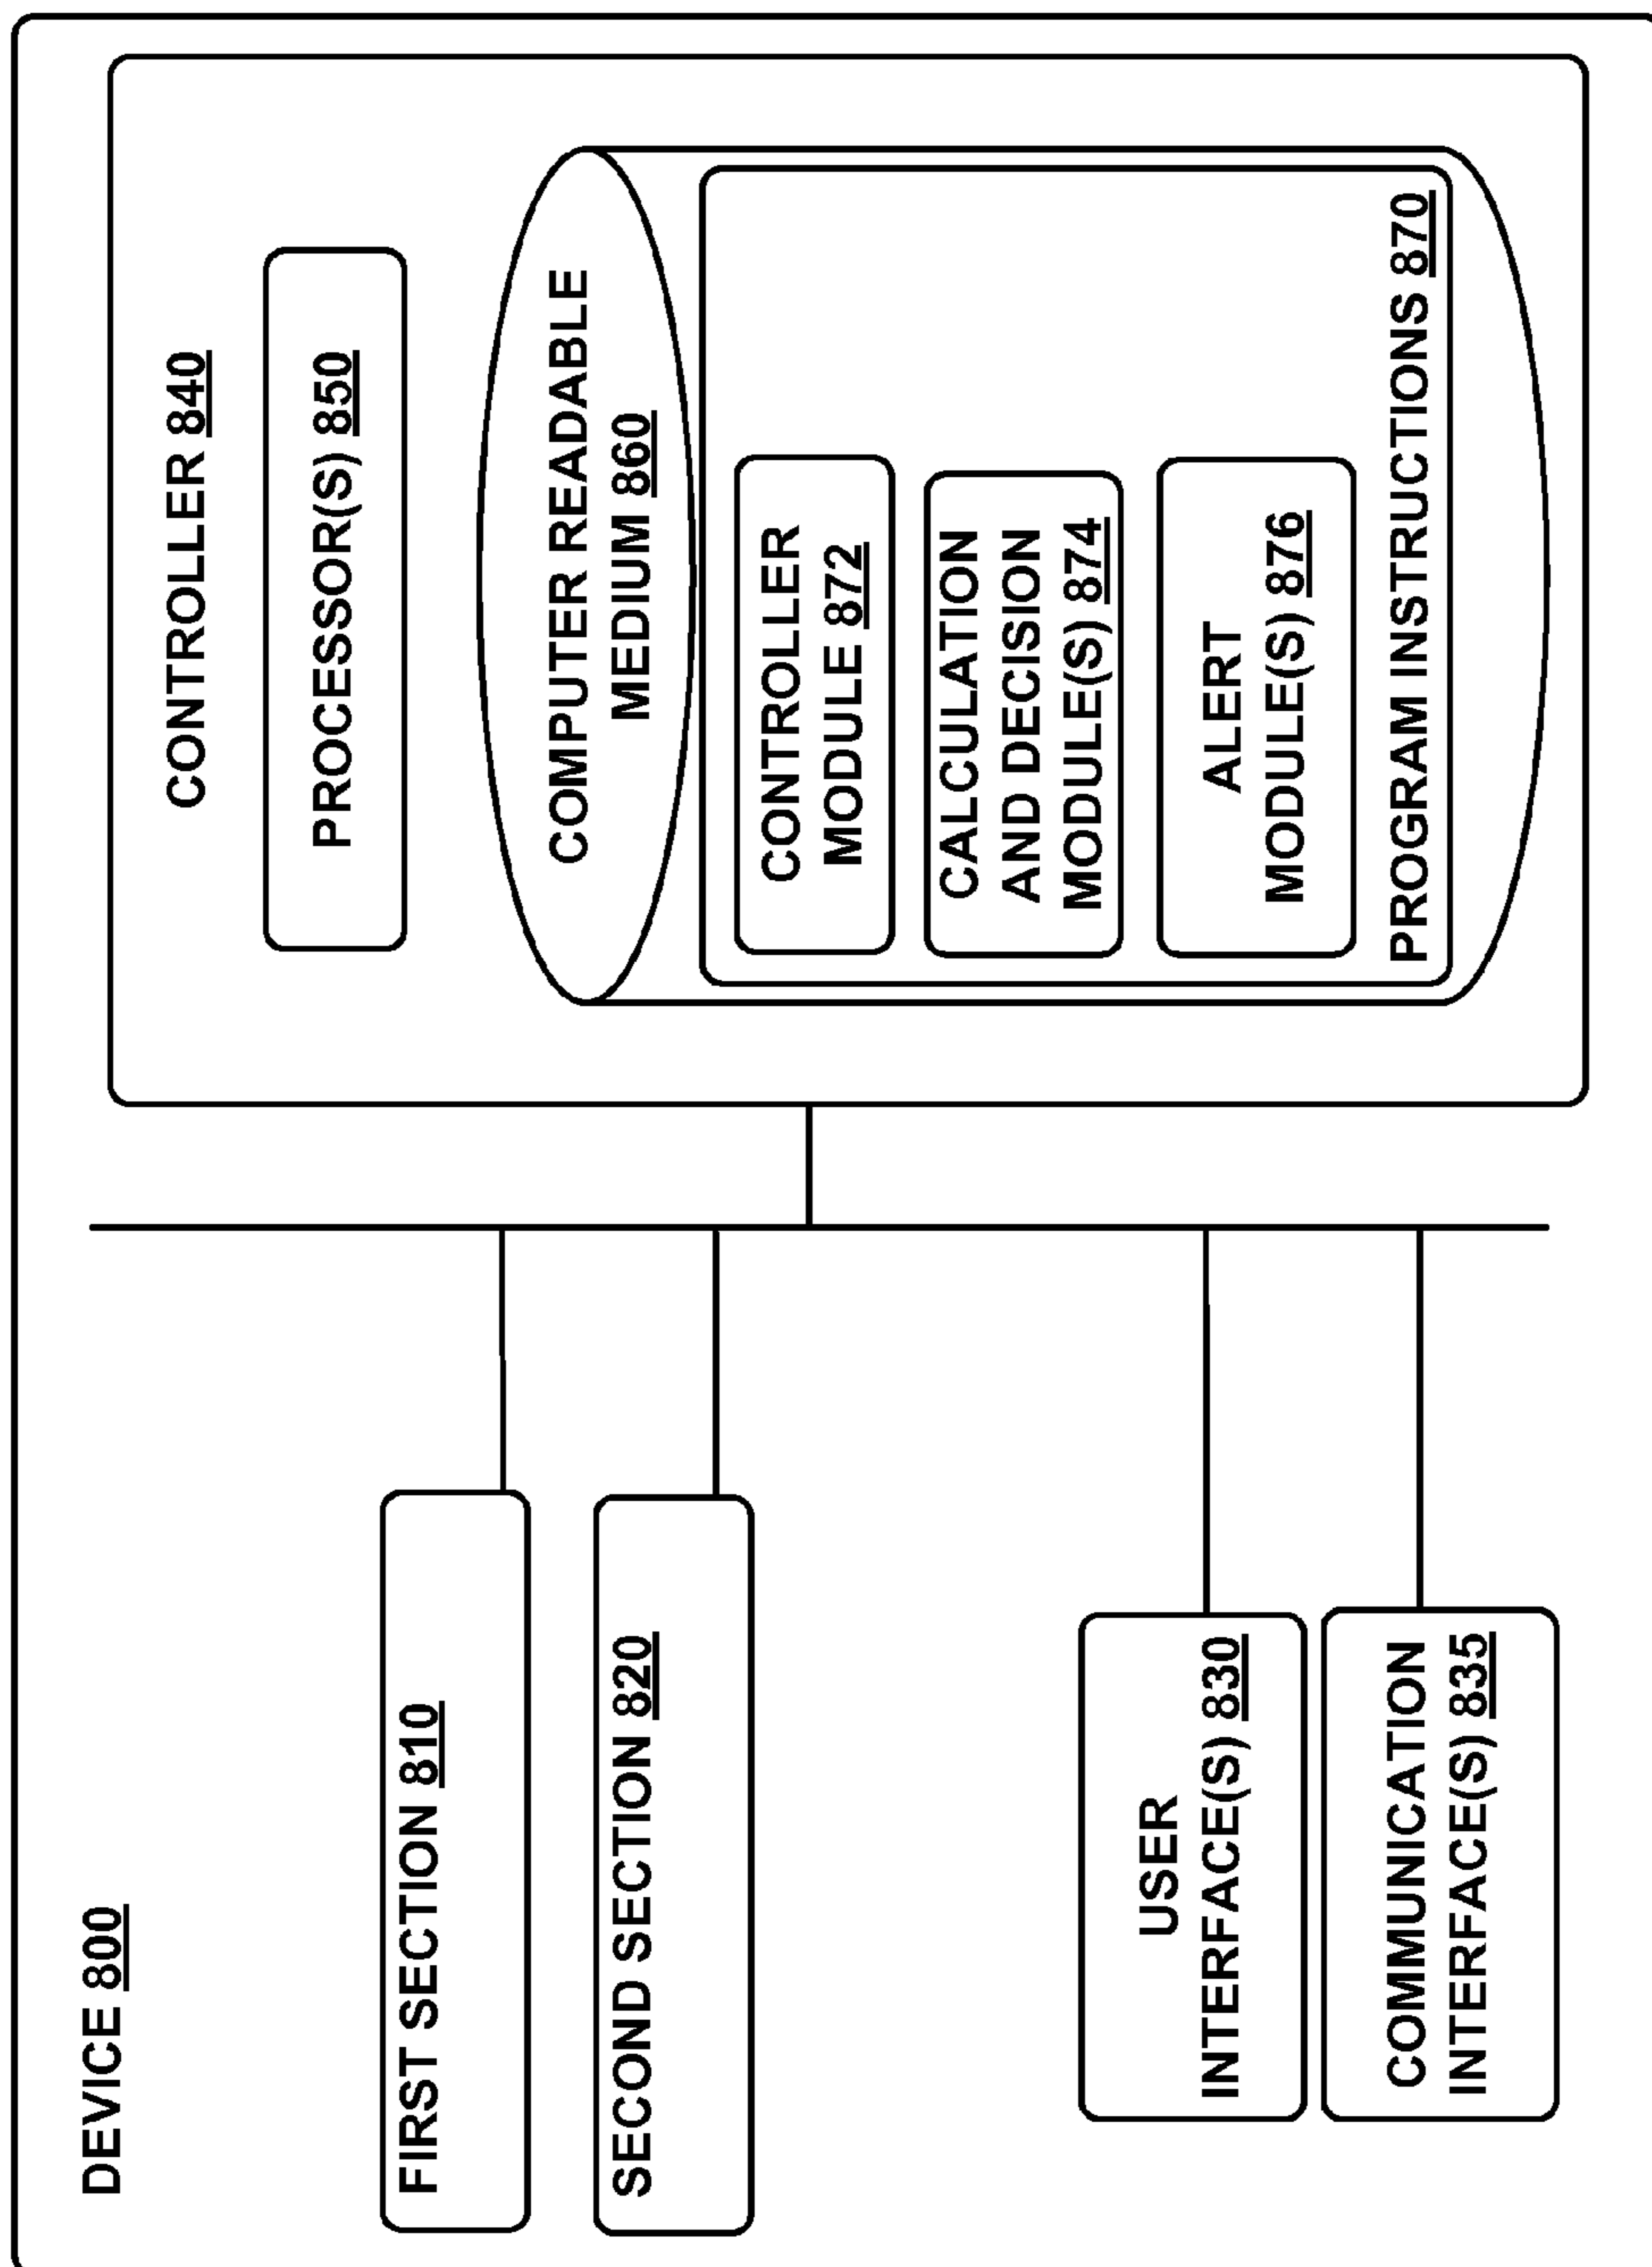 DEVICE 800
FIRST SECTION 810
SECOND SECTION 820
USER
INTERFACE(S) 830
COMMUNICATION
INTERFACE(S) 835
CONTROLLER 840
PROCESSOR(S) 850
COMPUTER READABLE
MEDIUM 860
CONTROLLER
MODULE 872
CALCULATION
AND DECISION
MODULE(S) 874
ALERT
MODULE(S) 876
PROGRAM INSTRUCTIONS 870